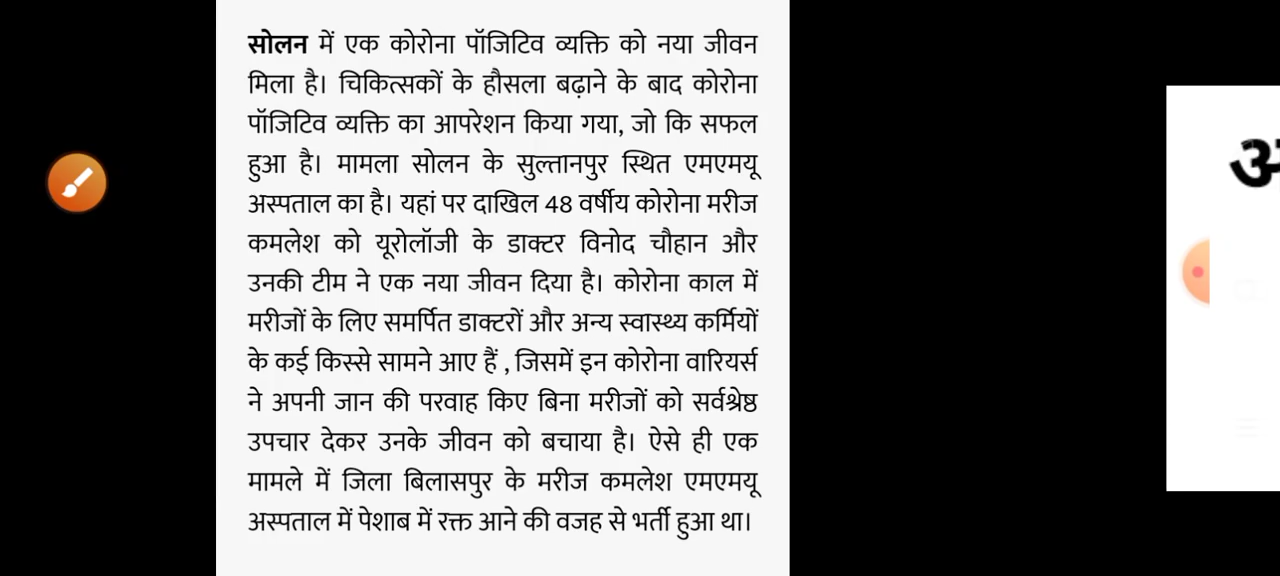 सोलन में एक कोरोना पॉजिटिव व्यक्ति को नया जीवन
मिला है। चिकित्सकों के हौसला बढ़ाने के बाद कोरोना
पॉजिटिव व्यक्ति का आपरेशन किया गया, जो कि सफल
हुआ है। मामला सोलन के सुल्तानपुर स्थित एमएमयू
अस्पताल का है। यहां पर दाखिल 48 वर्षीय कोरोना मरीज
कमलेश को यूरोलॉजी के डाक्टर विनोद चौहान और
उनकी टीम ने एक नया जीवन दिया है। कोरोना काल में
मरीजों के लिए समर्पित डाक्टरों और अन्य स्वास्थ्य कर्मियों
के कई किस्से सामने आए हैं , जिसमें इन कोरोना वारियर्स
ने अपनी जान की परवाह किए बिना मरीजों को सर्वश्रेष्ठ
उपचार देकर उनके जीवन को बचाया है। ऐसे ही एक
मामले में जिला बिलासपुर के मरीज कमलेश एमएमयू
अस्पताल में पेशाब में रक्त आने की वजह से भर्ती हुआ था।